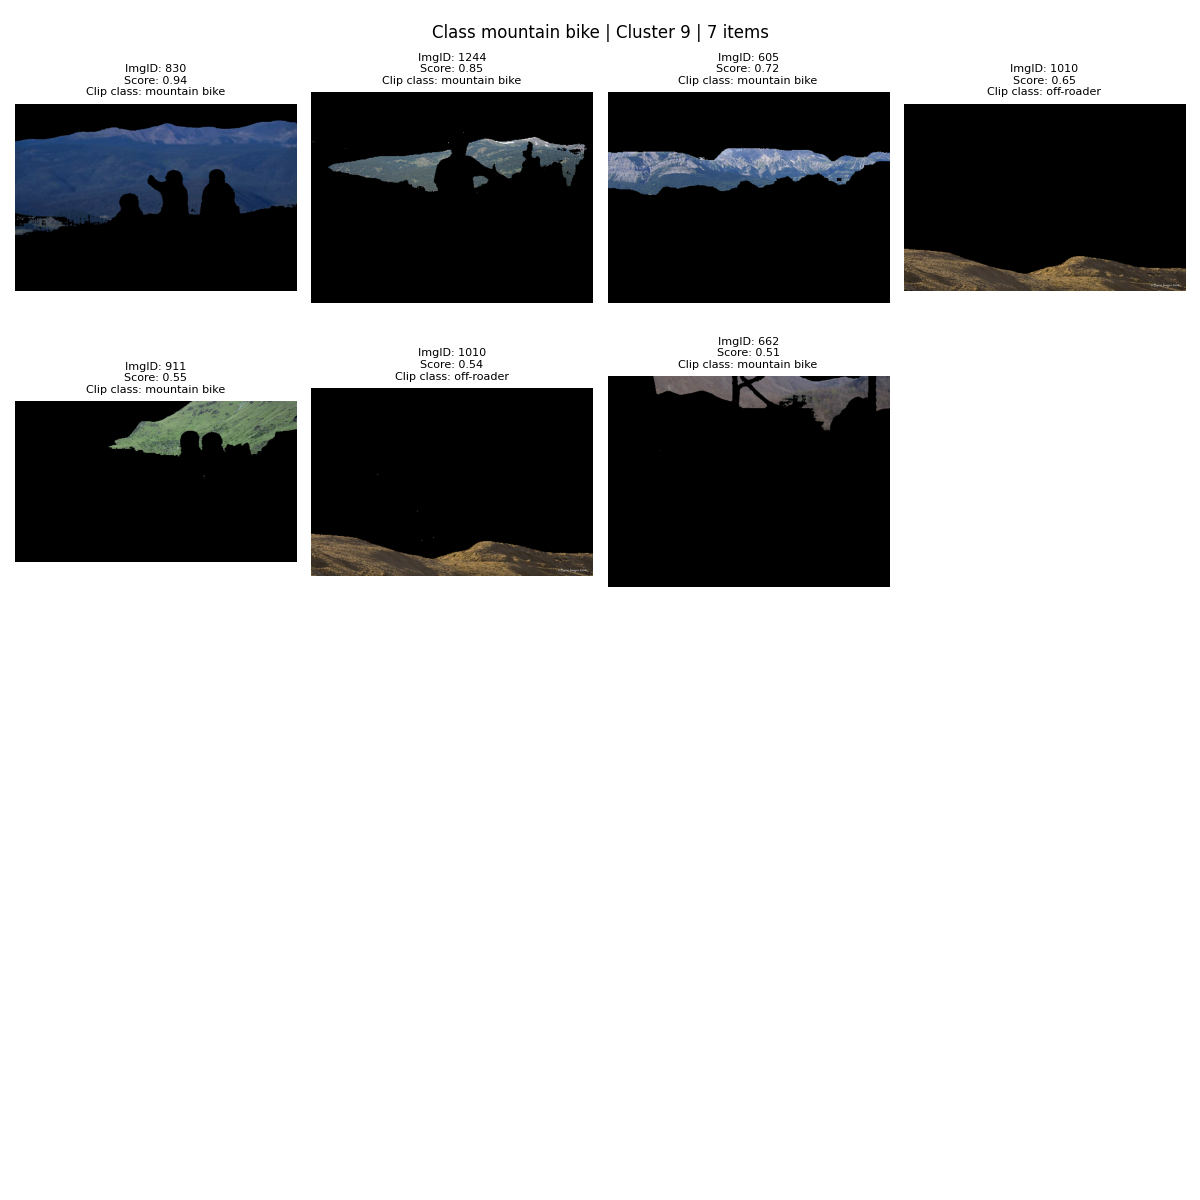 Class mountain bike | Cluster 9 | 7 items
ImgID: 830
Score: 0.94
Clip class: mountain bike
ImgID: 1244
Score: 0.85
Clip class: mountain bike
ImgID: 605
Score: 0.72
Clip class: mountain bike
ImgID: 1010
Score: 0.65
Clip class: off-roader
ImgID: 911
Score: 0.55
Clip class: mountain bike
ImgID: 1010
Score: 0.54
Clip class: off-roader
ImgID: 662
Score: 0.51
Clip class: mountain bike